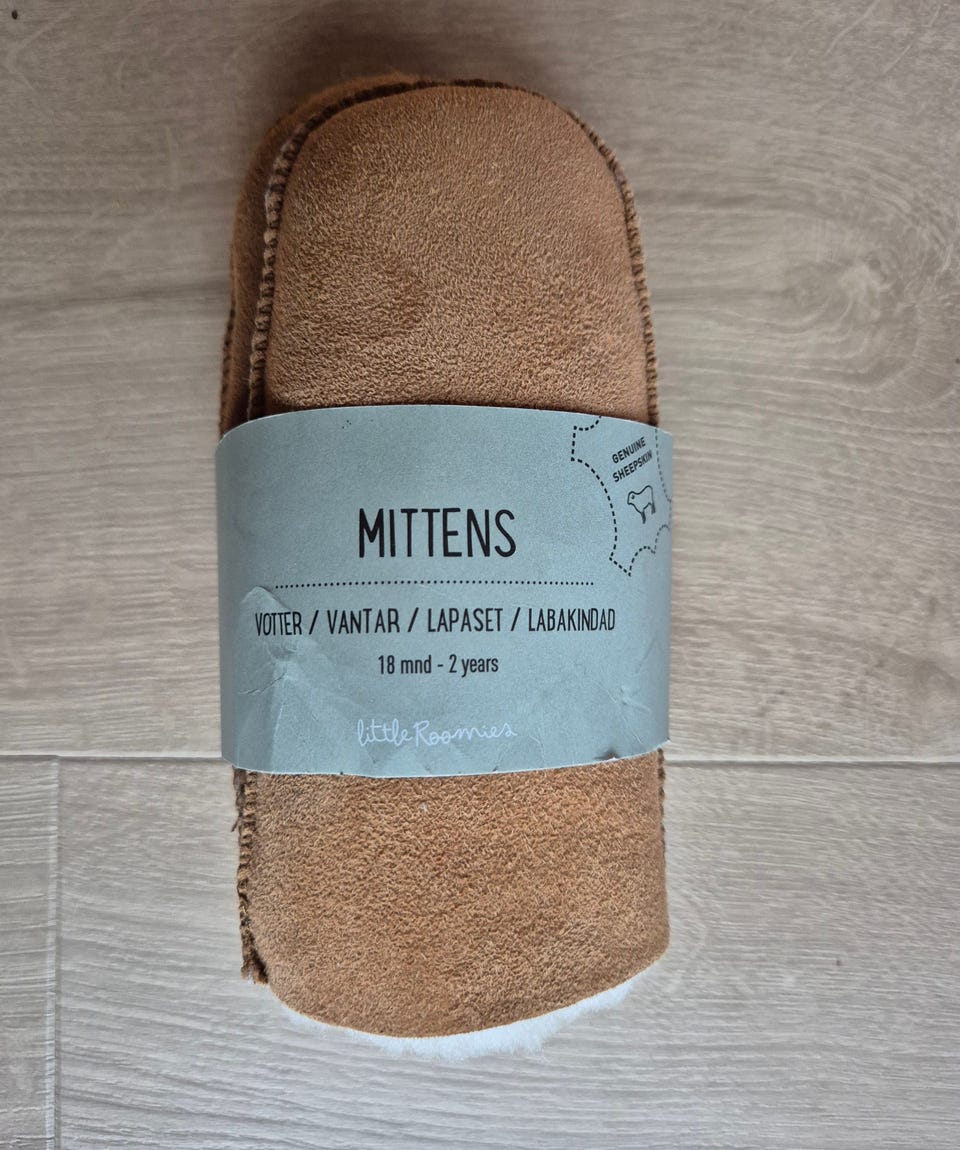 GENUINE
SHEEPSKIN
MITTENS
VOTTER / VANTAR / LAPASET / LABAKINDAD
18 mnd - 2 years
little Roomies